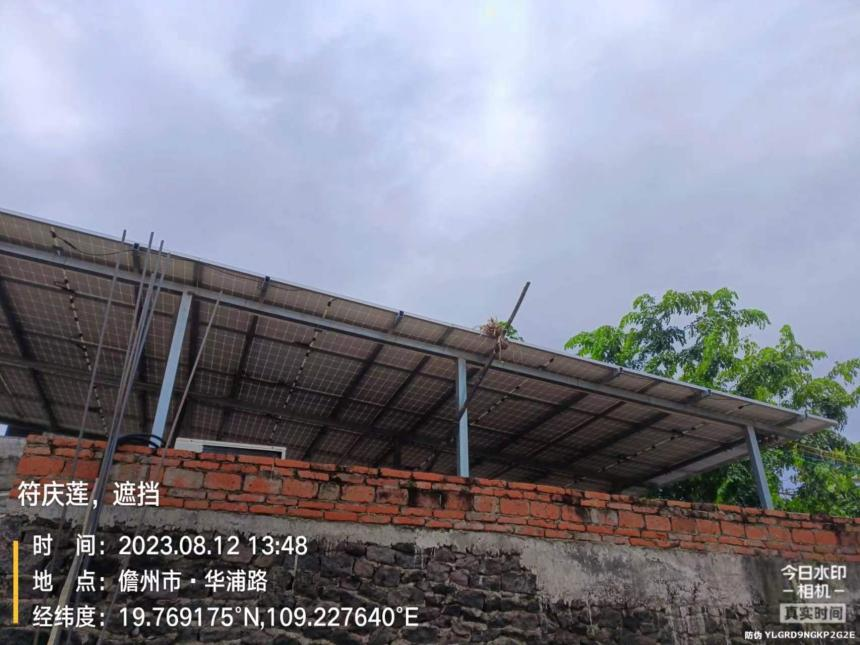 符庆莲，遮挡
时 间：2023.08.12 13:48
地 点：儋州市·华浦路
经纬度：19.769175°N,109.227640°E
今日水印
-相机-
真实时间
防伪 YLGRD9NGKP2G2E